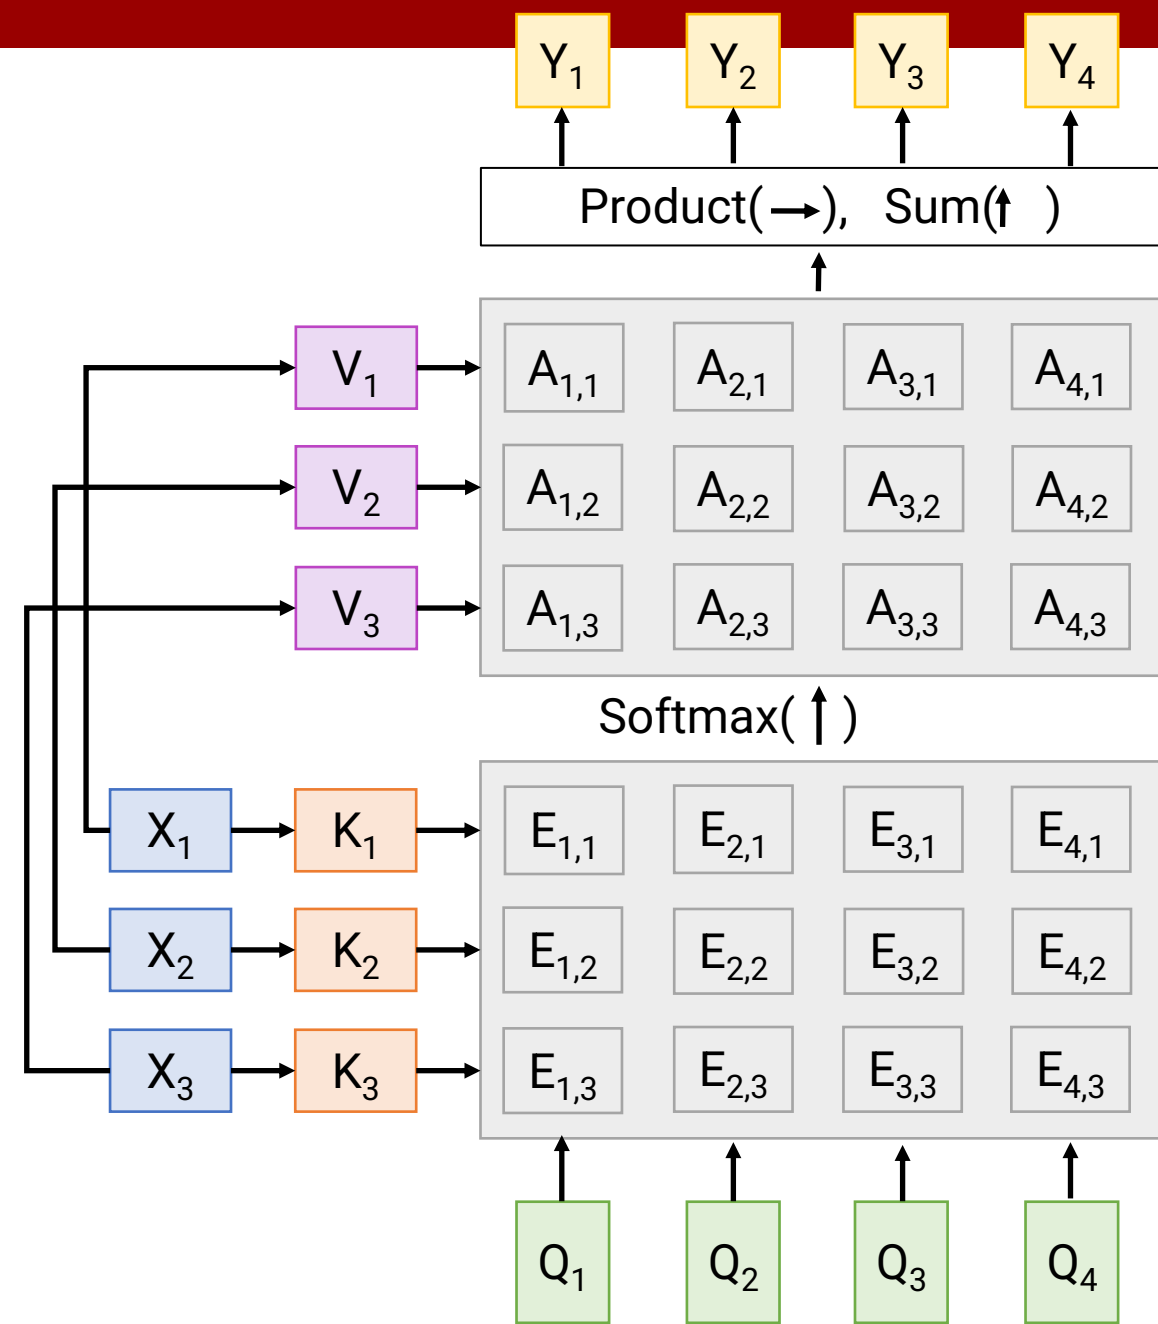 Y1 Y2 Y3 Y4
Product(→), Sum(↑)
V1 A1,1 A2,1 A3,1 A4,1
V2 A1,2 A2,2 A3,2 A4,2
V3 A1,3 A2,3 A3,3 A4,3
Softmax(↑)
X1 K1 E1,1 E2,1 E3,1 E4,1
X2 K2 E1,2 E2,2 E3,2 E4,2
X3 K3 E1,3 E2,3 E3,3 E4,3
Q1 Q2 Q3 Q4